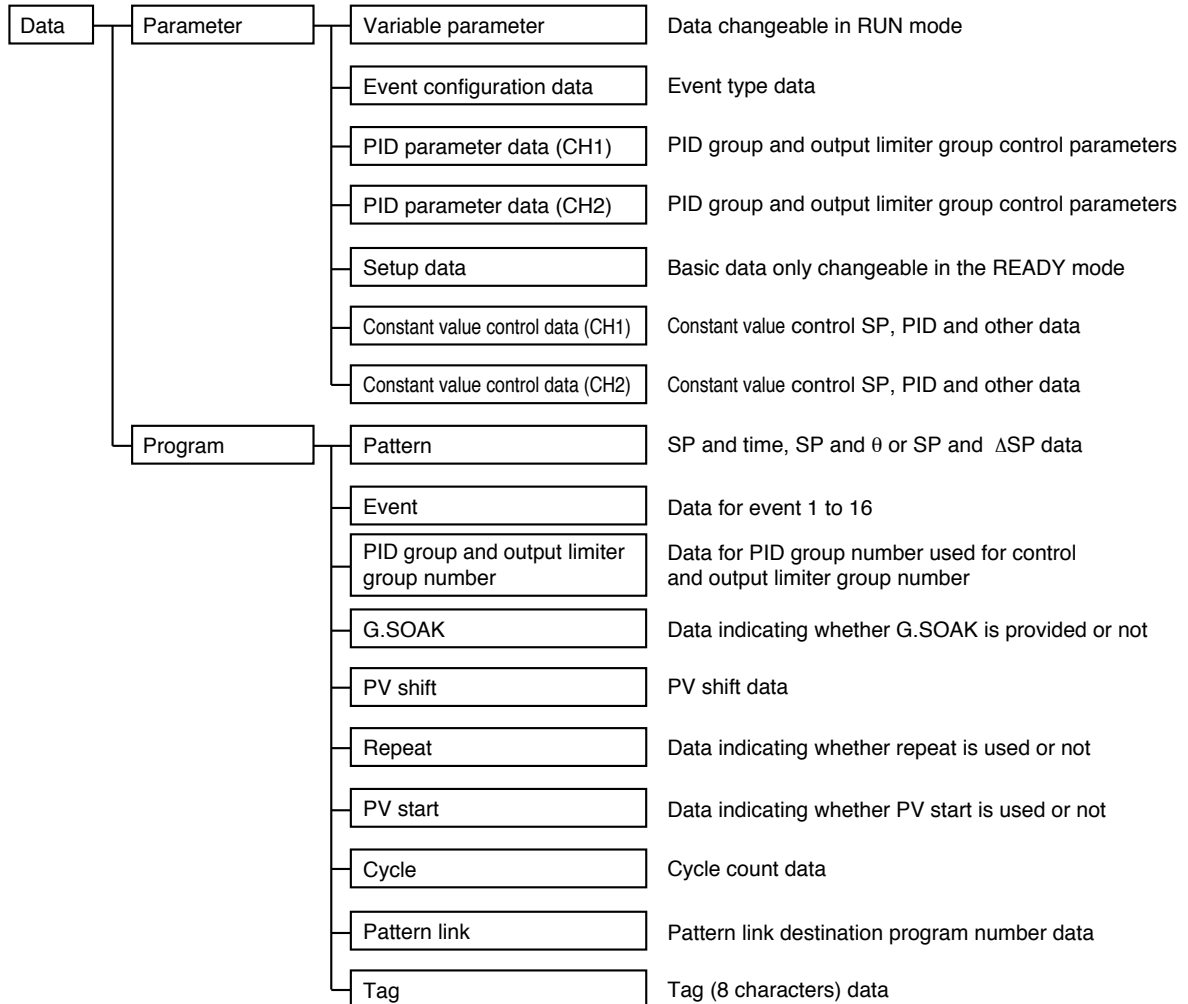 Data
Parameter
Variable parameter
Data changeable in RUN mode
Event configuration data
Event type data
PID parameter data (CH1)
PID group and output limiter group control parameters
PID parameter data (CH2)
PID group and output limiter group control parameters
Setup data
Basic data only changeable in the READY mode
Constant value control data (CH1)
Constant value control SP, PID and other data
Constant value control data (CH2)
Constant value control SP, PID and other data
Program
Pattern
SP and time, SP and θ or SP and ΔSP data
Event
Data for event 1 to 16
PID group and output limiter
group number
Data for PID group number used for control
and output limiter group number
G.SOAK
Data indicating whether G.SOAK is provided or not
PV shift
PV shift data
Repeat
Data indicating whether repeat is used or not
PV start
Data indicating whether PV start is used or not
Cycle
Cycle count data
Pattern link
Pattern link destination program number data
Tag
Tag (8 characters) data